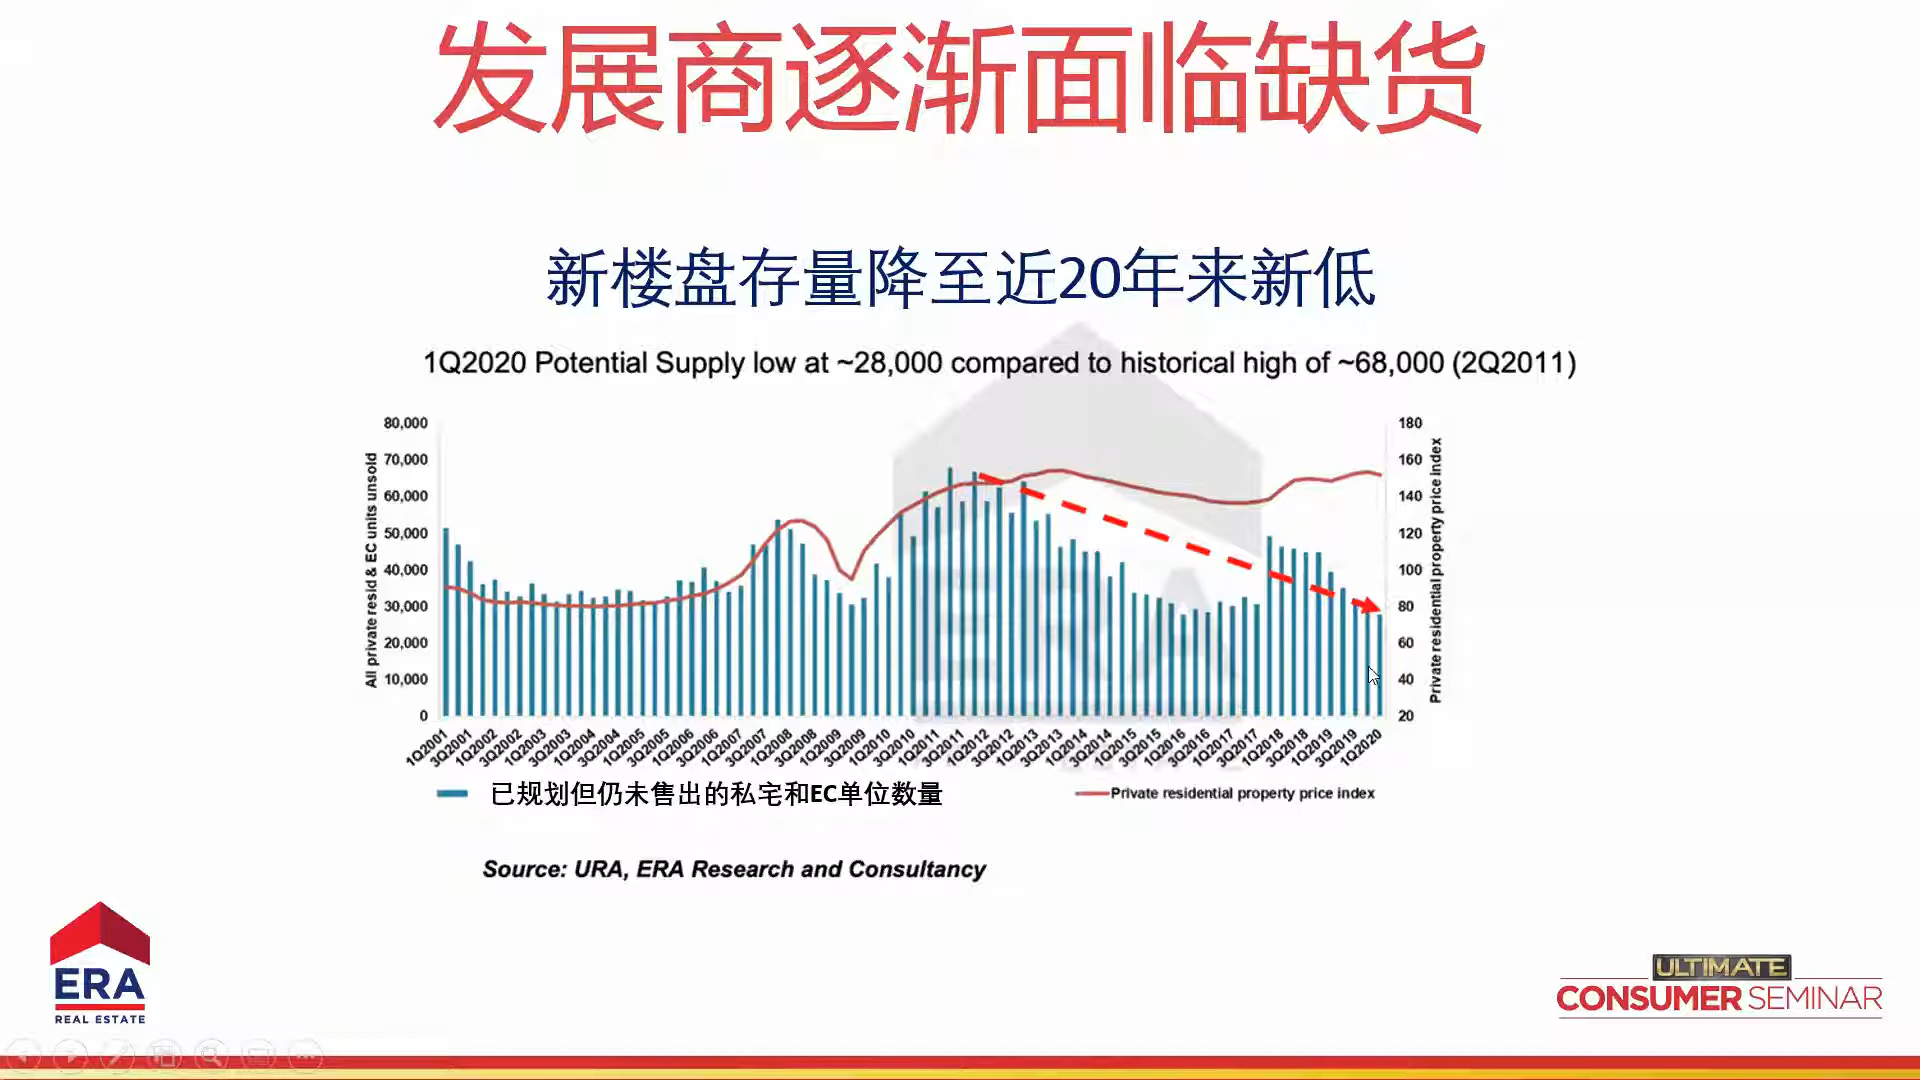 发展商逐渐面临缺货
新楼盘存量降至近20年来新低
1Q2020 Potential Supply low at ~28,000 compared to historical high of ~68,000 (2Q2011)
All private resid & EC units unsold
80,000
70,000
60,000
50,000
40,000
30,000
20,000
10,000
0
180
160
140
120
100
80
60
40
20
Private residential property price index
1Q2001
3Q2001
1Q2002
3Q2002
1Q2003
3Q2003
1Q2004
3Q2004
1Q2005
3Q2005
1Q2006
3Q2006
1Q2007
3Q2007
1Q2008
3Q2008
1Q2009
3Q2009
1Q2010
3Q2010
1Q2011
3Q2011
1Q2012
3Q2012
1Q2013
3Q2013
1Q2014
3Q2014
1Q2015
3Q2015
1Q2016
3Q2016
1Q2017
3Q2017
1Q2018
3Q2018
1Q2019
3Q2019
1Q2020
已规划但仍未售出的私宅和EC单位数量
Private residential property price index
Source: URA, ERA Research and Consultancy
ERA
REAL ESTATE
ERA
ULTIMATE
CONSUMER SEMINAR